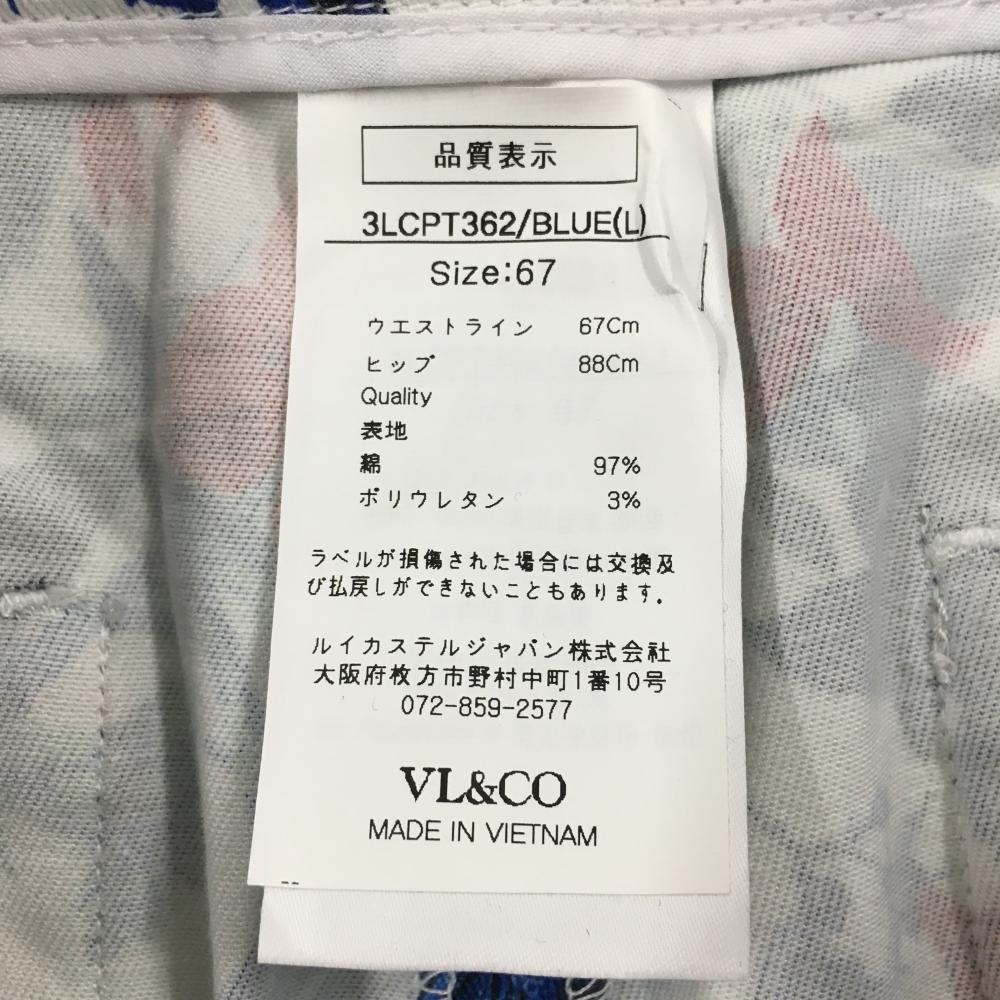 品質表示
3LCPT362/BLUE(L)
Size:67
ウエストライン 67Cm
ヒップ 88Cm
Quality
表地
綿 97%
ポリウレタン 3%
ラベルが損傷された場合には交換及
び払戻しができないこともあります。
ルイカステルジャパン株式会社
大阪府枚方市野村中町1番10号
072-859-2577
VL&CO
MADE IN VIETNAM